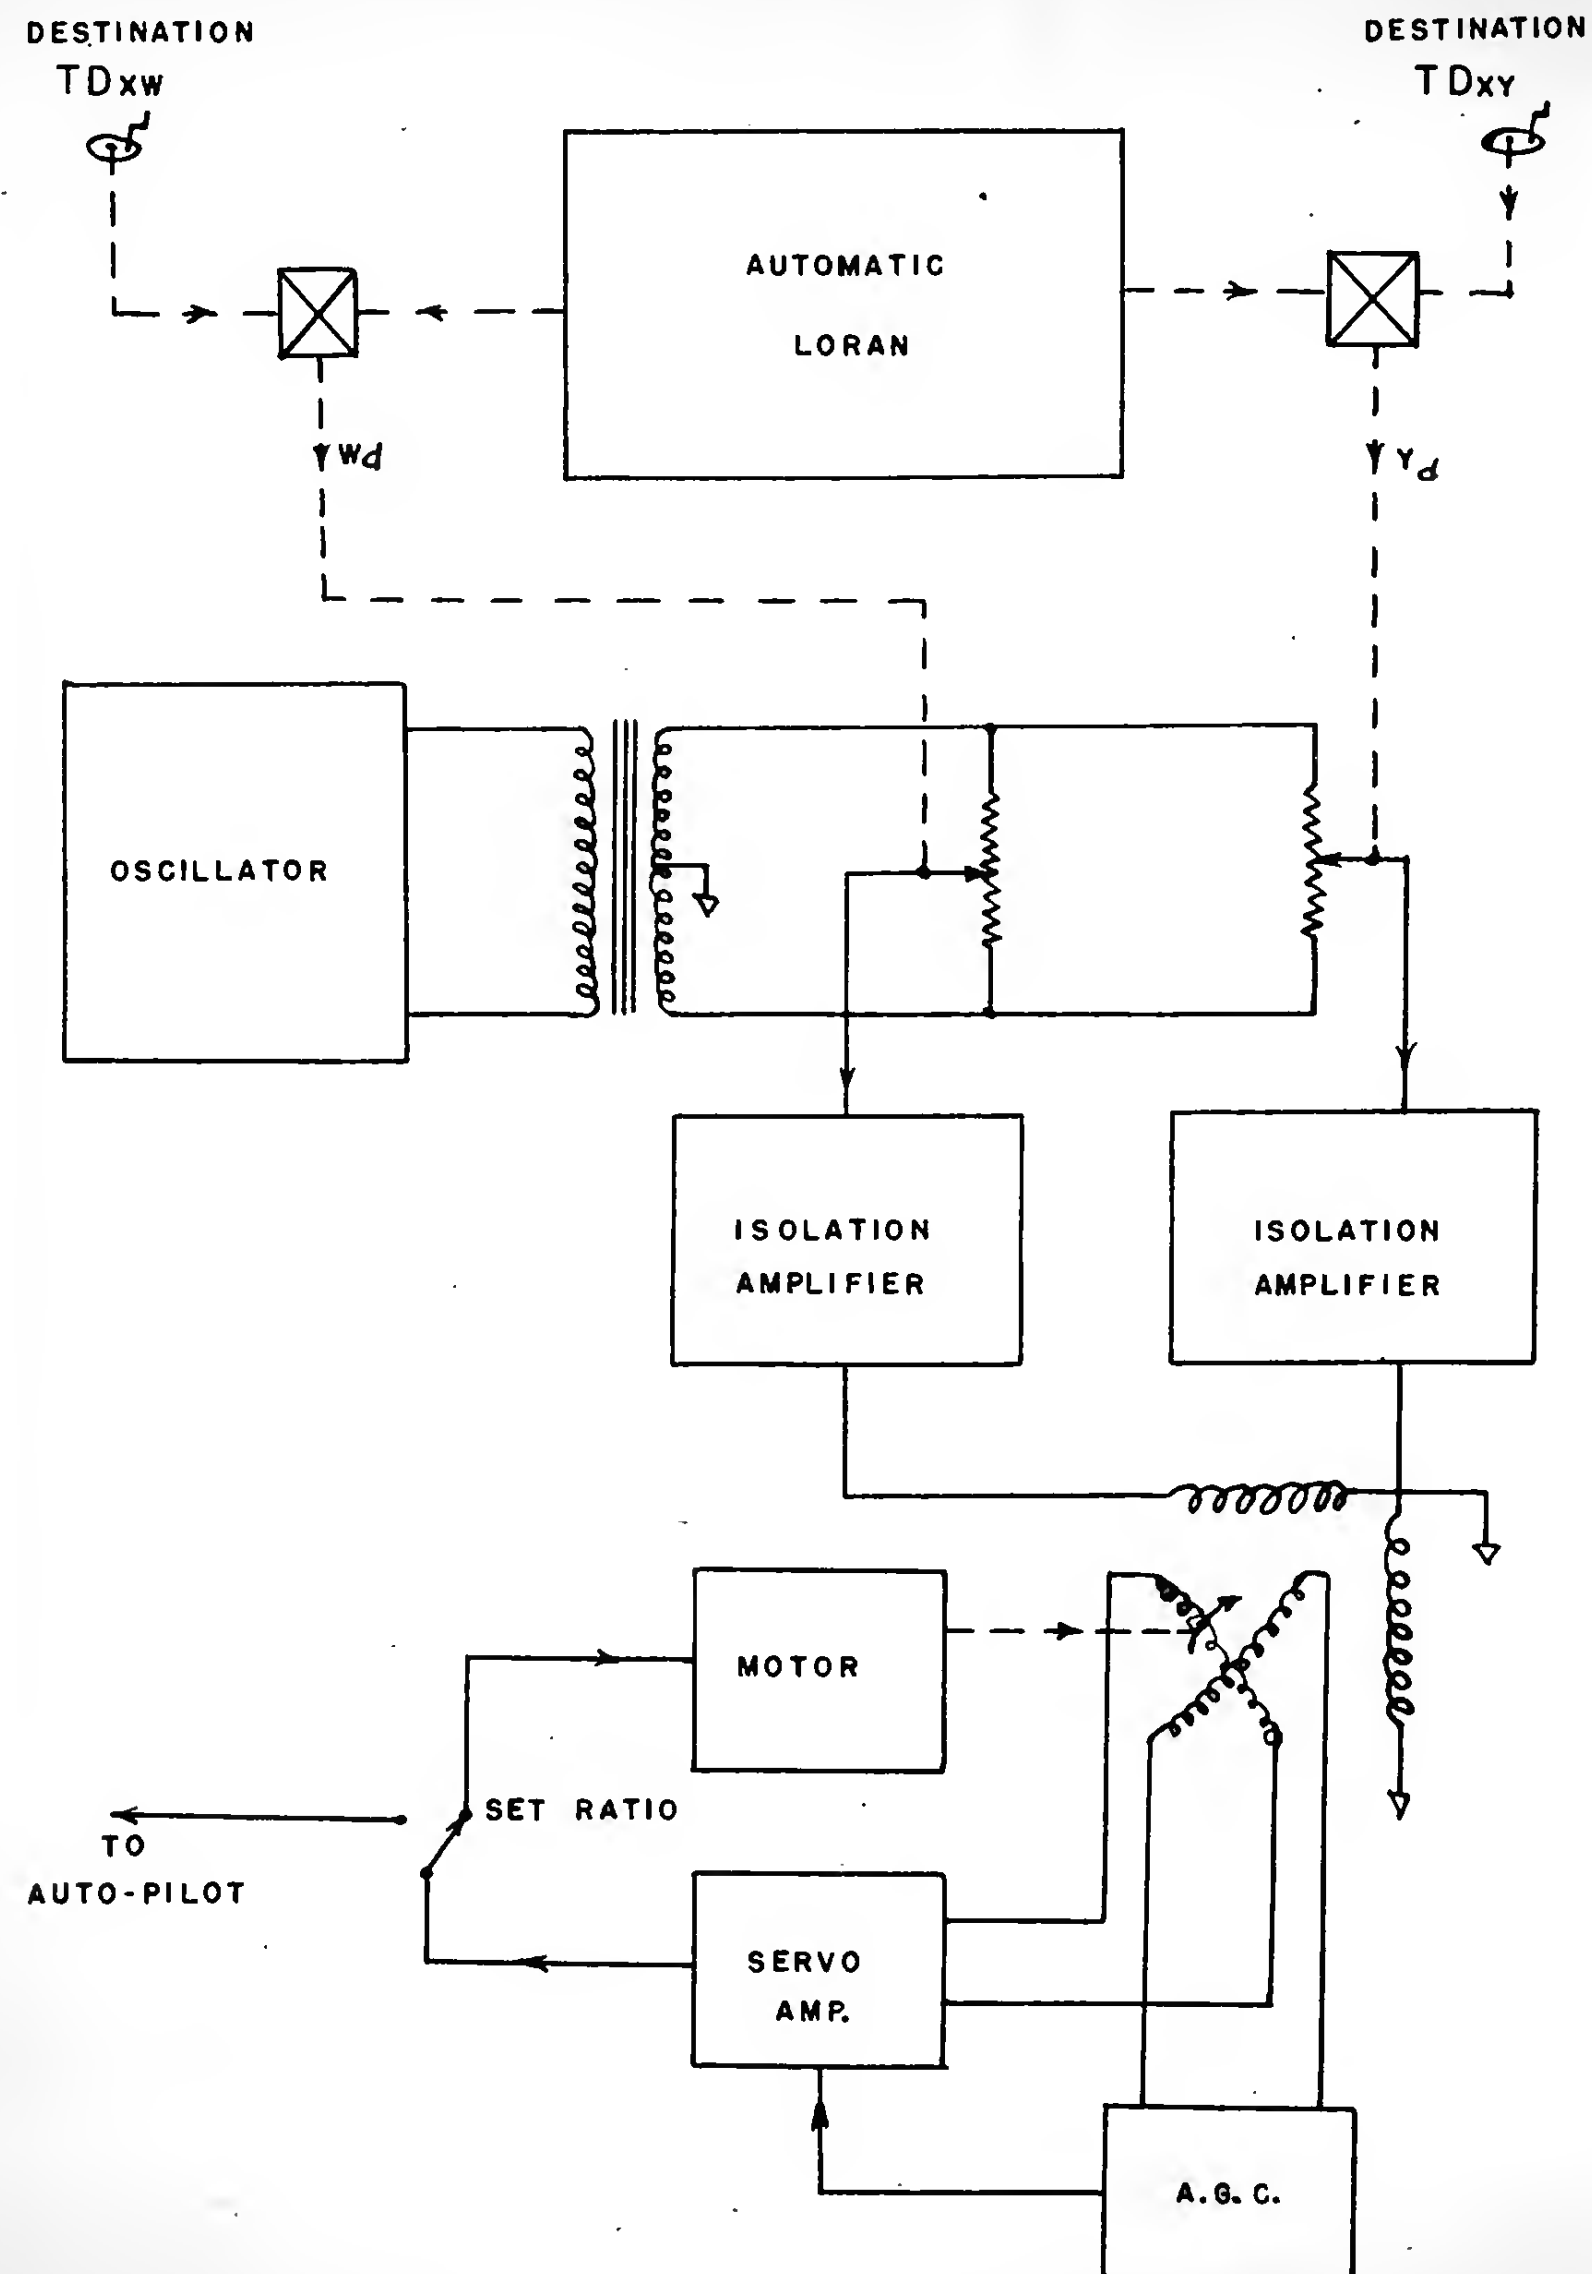 DESTINATION
TDXW
DESTINATION
TDXY
AUTOMATIC
LORAN
Wd
Yd
OSCILLATOR
ISOLATION
AMPLIFIER
ISOLATION
AMPLIFIER
MOTOR
SET RATIO
TO
AUTO-PILOT
SERVO
AMP.
A.G.C.